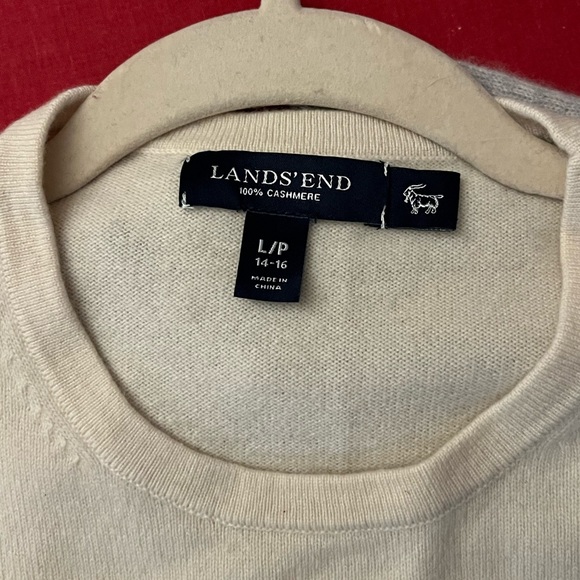 LANDS' END
100% CASHMERE
L/P
14-16
MADE IN
CHINA